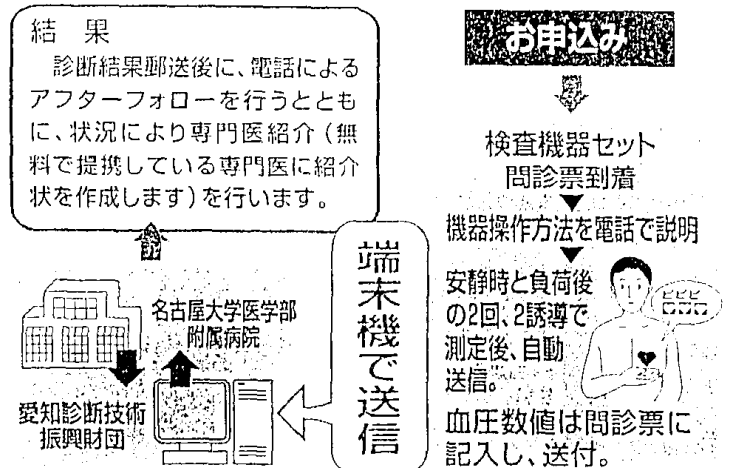 お申込み
検査機器セット
問診票到着
機器操作方法を電話で説明
安静時と負荷後
の2回、2誘導で
測定後、自動
送信。
ピピピ
血圧数値は問診票に
記入し、送付。
端末機で送信
名古屋大学医学部
附属病院
愛知診断技術
振興財団
結果
診断結果郵送後に、電話による
アフターフォローを行うととも
に、状況により専門医紹介（無
料で提携している専門医に紹介
状を作成します）を行います。